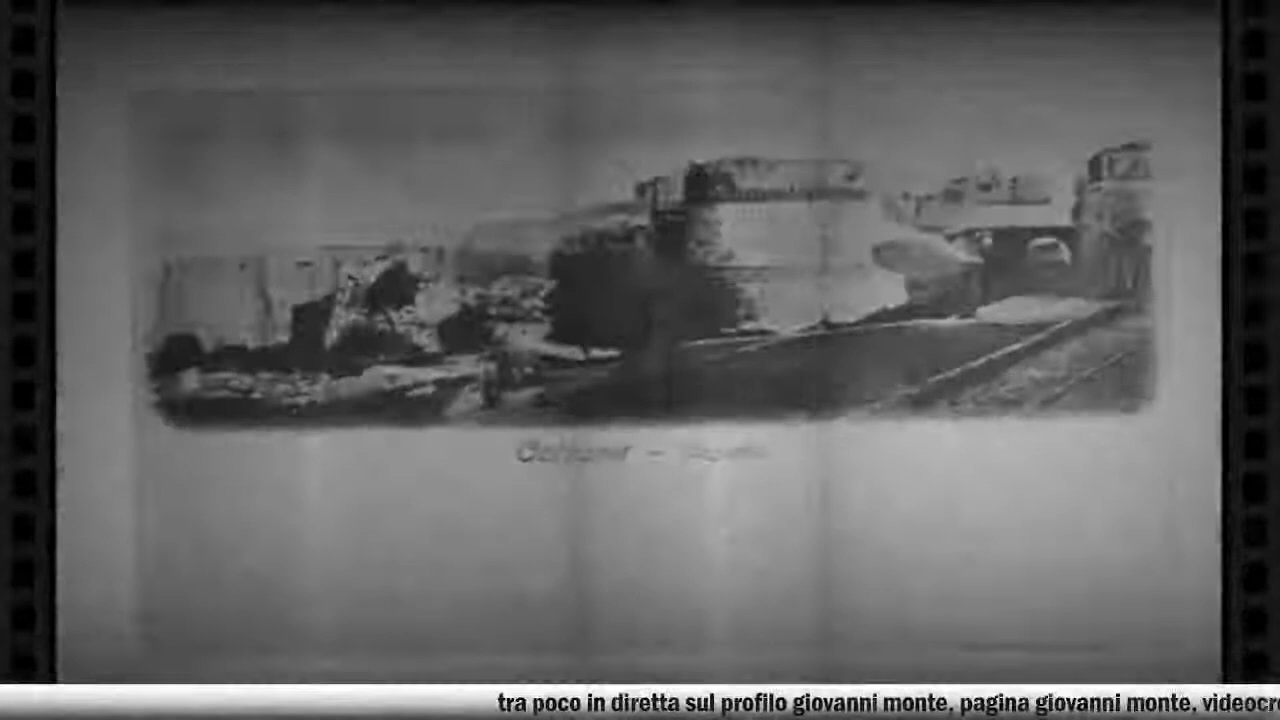 tra poco in diretta sul profilo giovanni monte, pagina giovanni monte, videocr